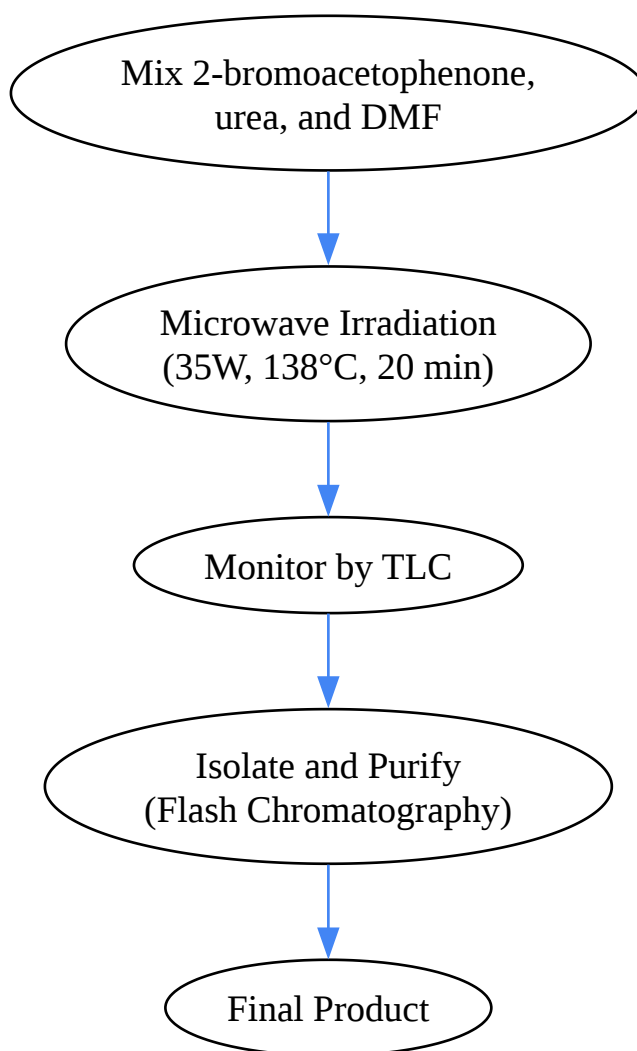 Mix 2-bromoacetophenone,
urea, and DMF
Microwave Irradiation
(35W, 138°C, 20 min)
Monitor by TLC
Isolate and Purify
(Flash Chromatography)
Final Product